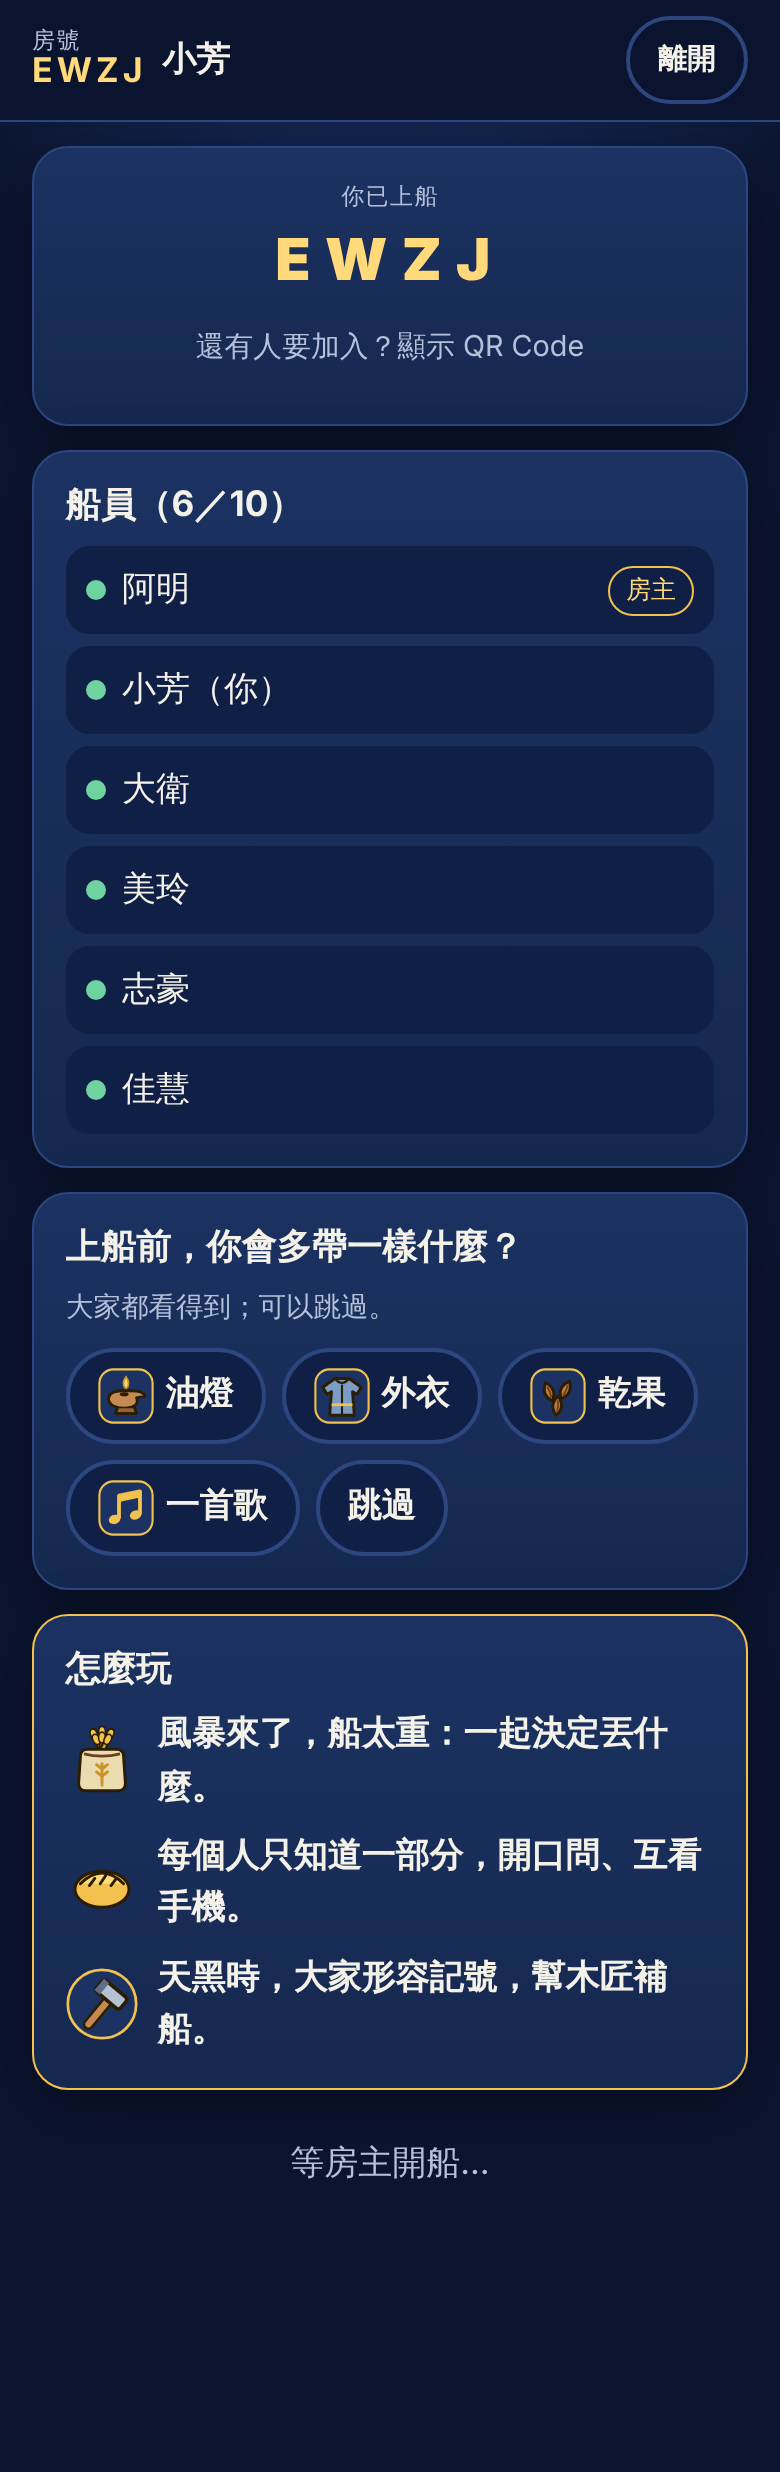 房號
EWZJ 小芳
離開
你已上船
EWZJ
還有人要加入？顯示 QR Code
船員（6／10）
阿明
房主
小芳（你）
大衛
美玲
志豪
佳慧
上船前，你會多帶一樣什麼？
大家都看得到；可以跳過。
油燈
外衣
乾果
一首歌
跳過
怎麼玩
風暴來了，船太重：一起決定丟什
麼。
每個人只知道一部分，開口問、互看
手機。
天黑時，大家形容記號，幫木匠補
船。
等房主開船...